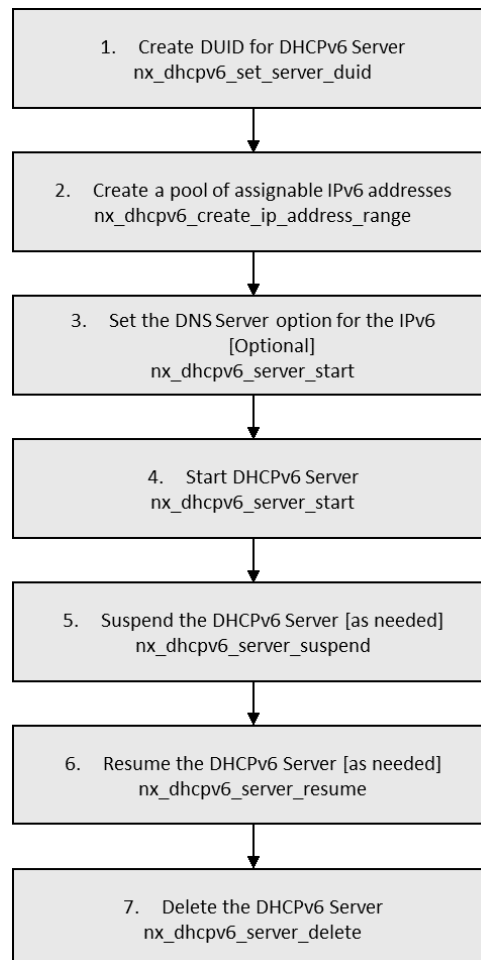 1. Create DUID for DHCPv6 Server
nx_dhcpv6_set_server_duid
2. Create a pool of assignable IPv6 addresses
nx_dhcpv6_create_ip_address_range
3. Set the DNS Server option for the IPv6
[Optional]
nx_dhcpv6_server_start
4. Start DHCPv6 Server
nx_dhcpv6_server_start
5. Suspend the DHCPv6 Server [as needed]
nx_dhcpv6_server_suspend
6. Resume the DHCPv6 Server [as needed]
nx_dhcpv6_server_resume
7. Delete the DHCPv6 Server
nx_dhcpv6_server_delete